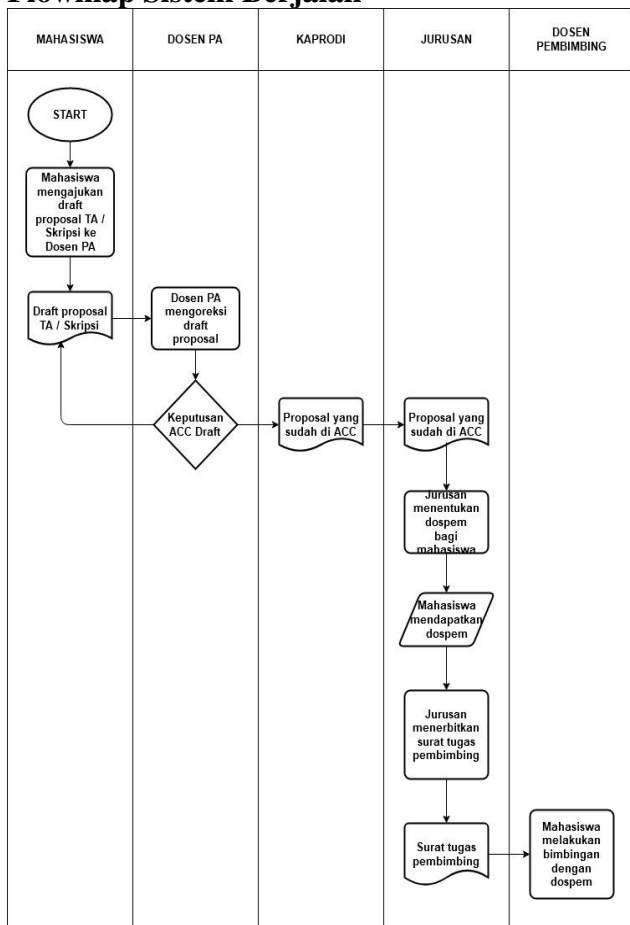 Flowmap Sistem Berjalan
MAHASISWA
DOSEN PA
KAPRODI
JURUSAN
DOSEN
PEMBIMBING
START
Mahasiswa
mengajukan
draft
proposal TA /
Skripsi ke
Dosen PA
Draft proposal
TA / Skripsi
Dosen PA
mengoreksi
draft
proposal
Keputusan
ACC Draft
Proposal yang
sudah di ACC
Proposal yang
sudah di ACC
Jurusan
menentukan
dospem
bagi
mahasiswa
Mahasiswa
mendapatkan
dospem
Jurusan
menerbitkan
surat tugas
pembimbing
Surat tugas
pembimbing
Mahasiswa
melakukan
bimbingan
dengan
dospem